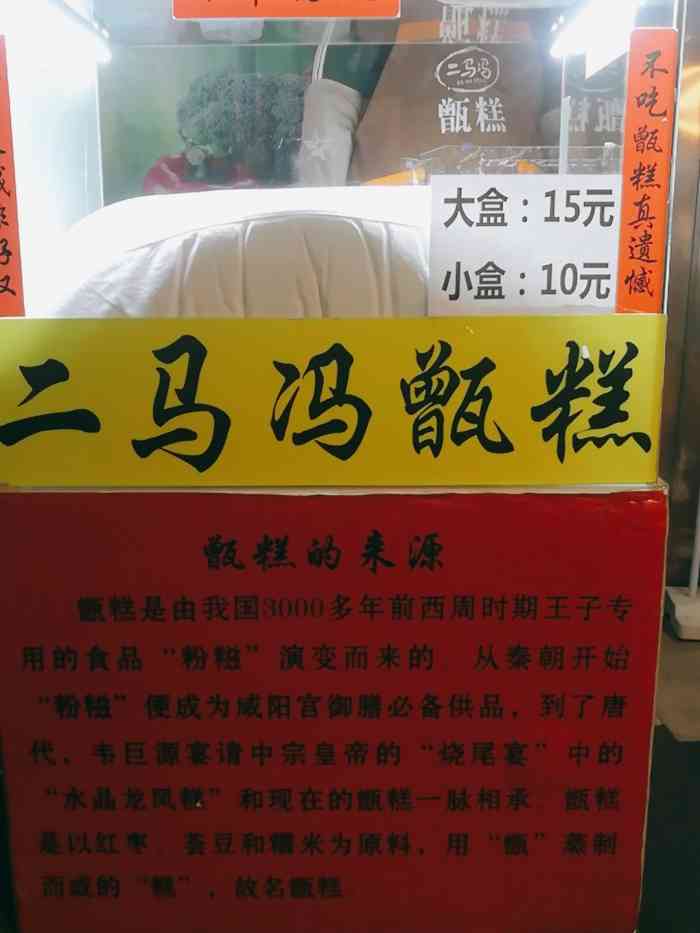 二马冯
甑糕
不吃甑糕真遗憾
大盒：15元
小盒：10元
二马冯甑糕
甑糕的来源
甑糕是由我国3000多年前西周时期王子专
用的食品“粉糍”演变而来的 从秦朝开始
“粉糍”便成为咸阳宫御膳必备供品，到了唐
代，韦巨源宴请中宗皇帝的“烧尾宴”中的
“水晶龙凤糕”和现在的甑糕一脉相承 甑糕
是以红枣 芸豆和糯米为原料，用“甑”蒸制
而成的“糕”，故名甑糕